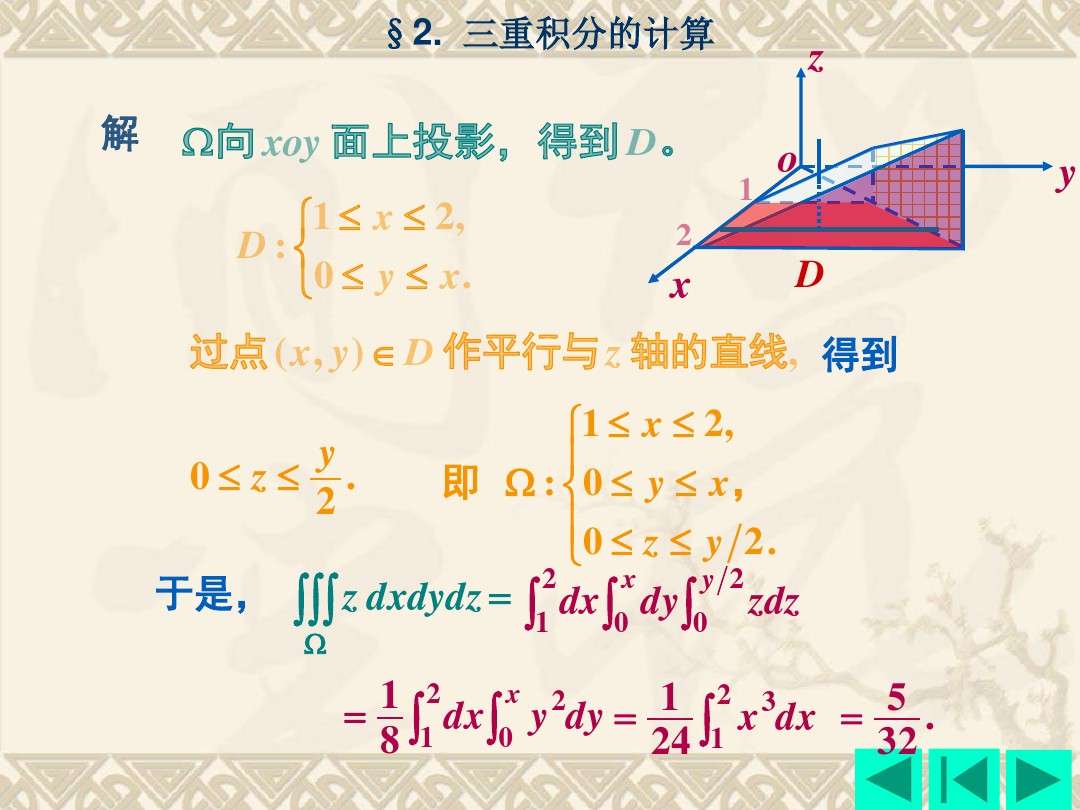 §2. 三重积分的计算
z
o
y
1
2
x
D
解 Ω向 xoy 面上投影，得到 D。
D : { 1 ≤ x ≤ 2,
0 ≤ y ≤ x.
过点 (x, y) ∈ D 作平行与 z 轴的直线, 得到
0 ≤ z ≤ y/2 . 即 Ω : { 1 ≤ x ≤ 2,
0 ≤ y ≤ x，
0 ≤ z ≤ y/2.
于是， ∭_Ω z dxdydz = ∫_1^2 dx ∫_0^x dy ∫_0^{y/2} zdz
= 1/8 ∫_1^2 dx ∫_0^x y^2 dy = 1/24 ∫_1^2 x^3 dx = 5/32 .